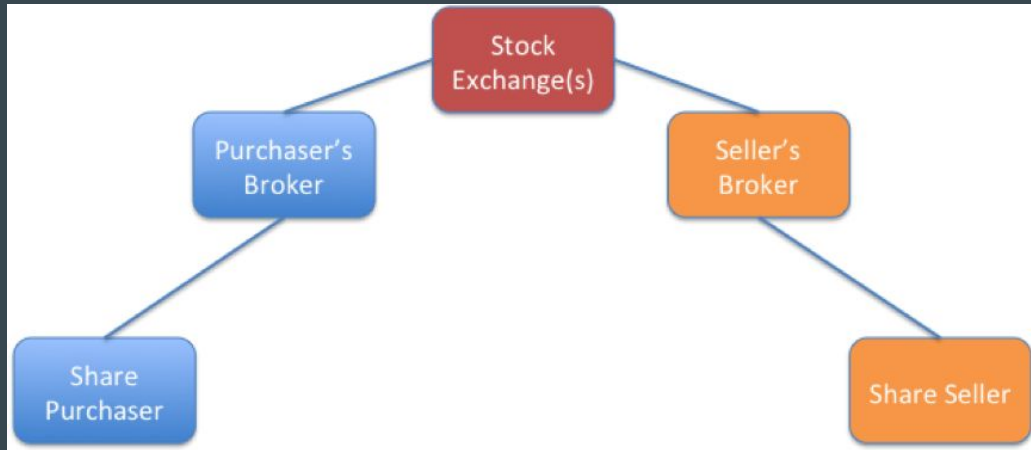 Stock
Exchange(s)
Purchaser’s
Broker
Seller’s
Broker
Share
Purchaser
Share Seller